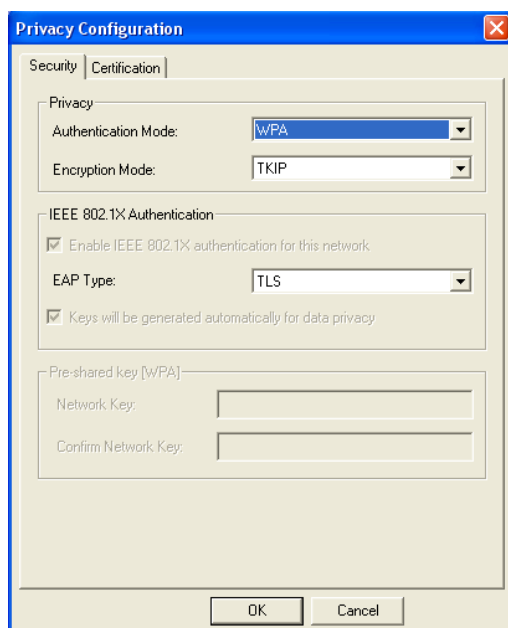 Privacy Configuration
Security Certification
Privacy
Authentication Mode: WPA
Encryption Mode: TKIP
IEEE 802.1X Authentication
Enable IEEE 802.1X authentication for this network
EAP Type: TLS
Keys will be generated automatically for data privacy
Pre-shared key [WPA]
Network Key:
Confirm Network Key:
OK Cancel